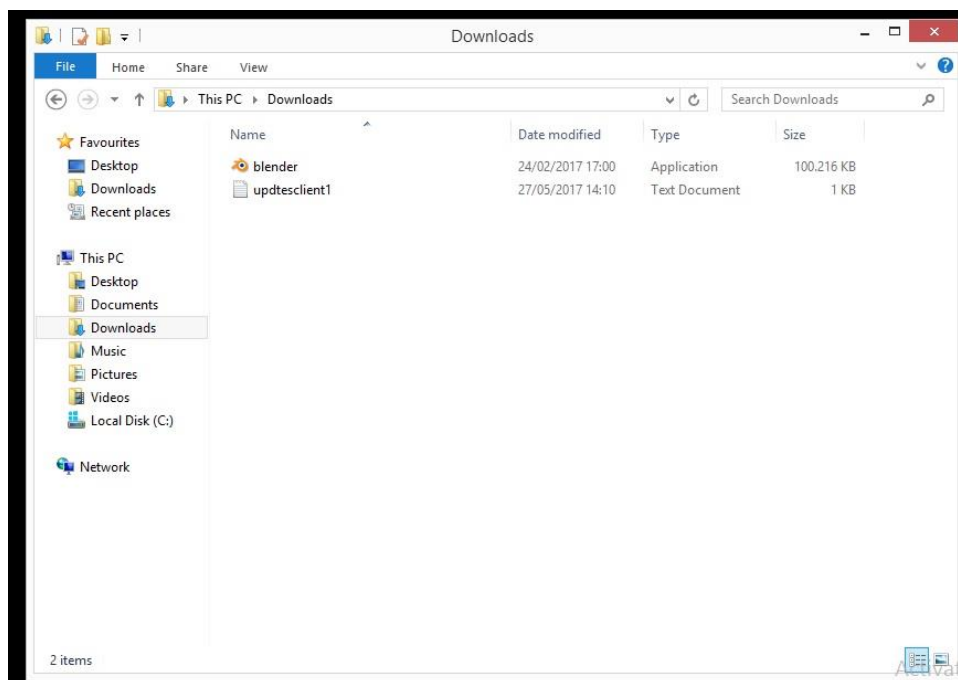 Downloads
File Home Share View
This PC Downloads Search Downloads
Name Date modified Type Size
blender 24/02/2017 17:00 Application 100.216 KB
updtesclient1 27/05/2017 14:10 Text Document 1 KB
Favourites
Desktop
Downloads
Recent places
This PC
Desktop
Documents
Downloads
Music
Pictures
Videos
Local Disk (C:)
Network
2 items